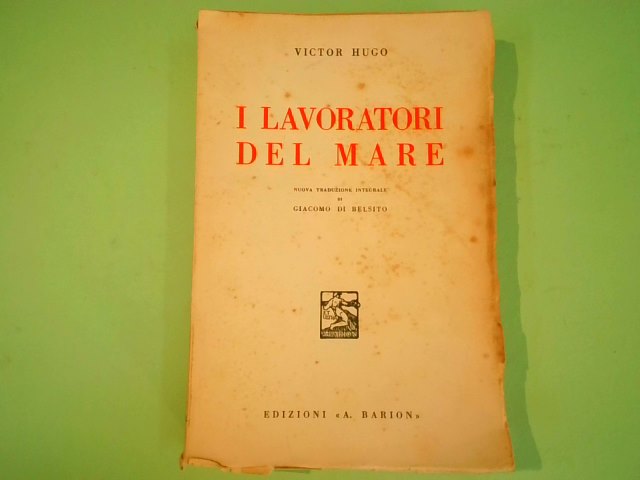 VICTOR HUGO
I LAVORATORI
DEL MARE
NUOVA TRADUZIONE INTEGRALE
DI
GIACOMO DI BELSITO
EDIZIONI «A. BARION»